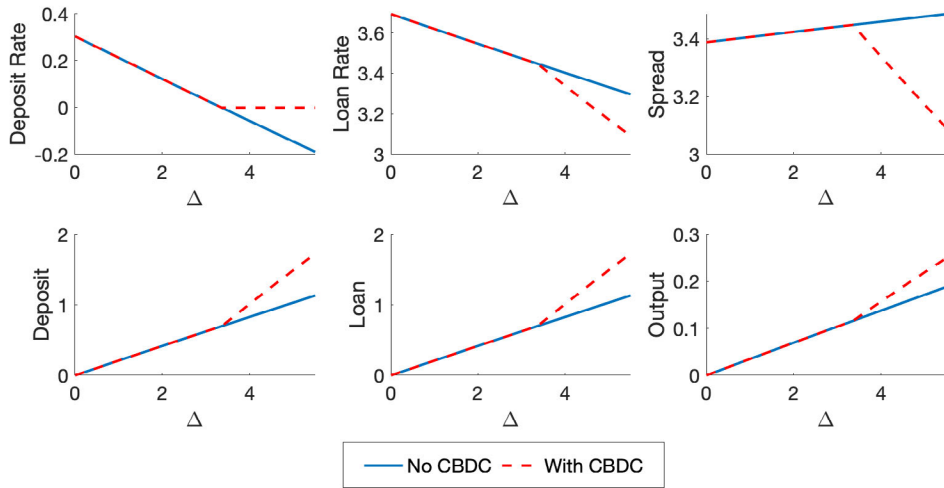 Deposit Rate
0.4
0.2
0
-0.2
0 2 4
Δ
Loan Rate
3.6
3.4
3.2
3
0 2 4
Δ
Spread
3.4
3.2
3
0 2 4
Δ
Deposit
2
1
0
0 2 4
Δ
Loan
2
1
0
0 2 4
Δ
Output
0.3
0.2
0.1
0
0 2 4
Δ
No CBDC With CBDC